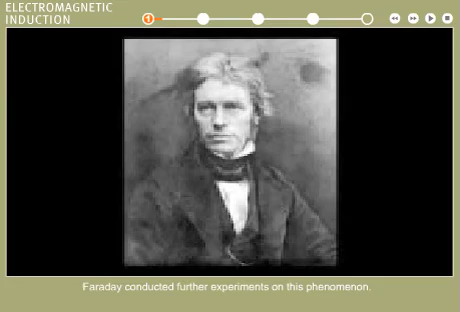 ELECTROMAGNETIC
INDUCTION
1
Faraday conducted further experiments on this phenomenon.